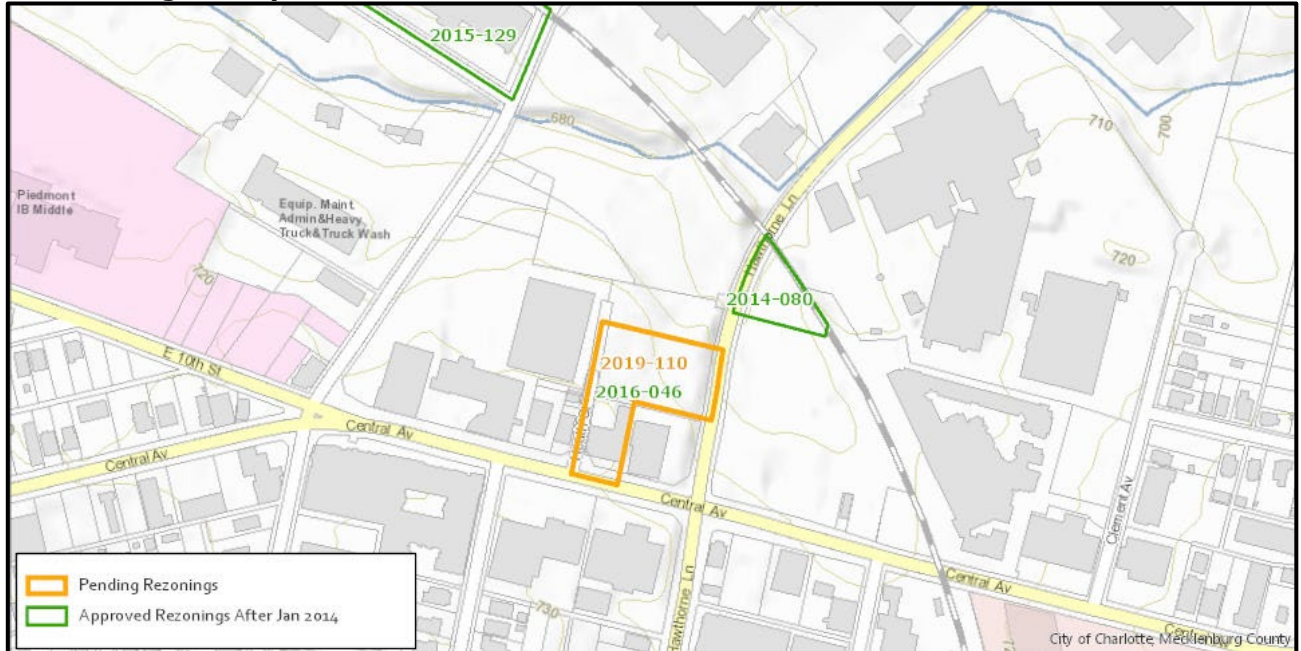 2015-129
680
710
700
Piedmont
IB Middle
Equip. Maint.
Admin&Heavy
Truck&Truck Wash
720
720
Hawthorne Ln
2014-080
E 10th St
2019-110
2016-046
Central Av
Central Av
Central Av
Clement Av
Pending Rezonings
Approved Rezonings After Jan 2014
730
Hawthorne Ln
Central Av
City of Charlotte, Mecklenburg County